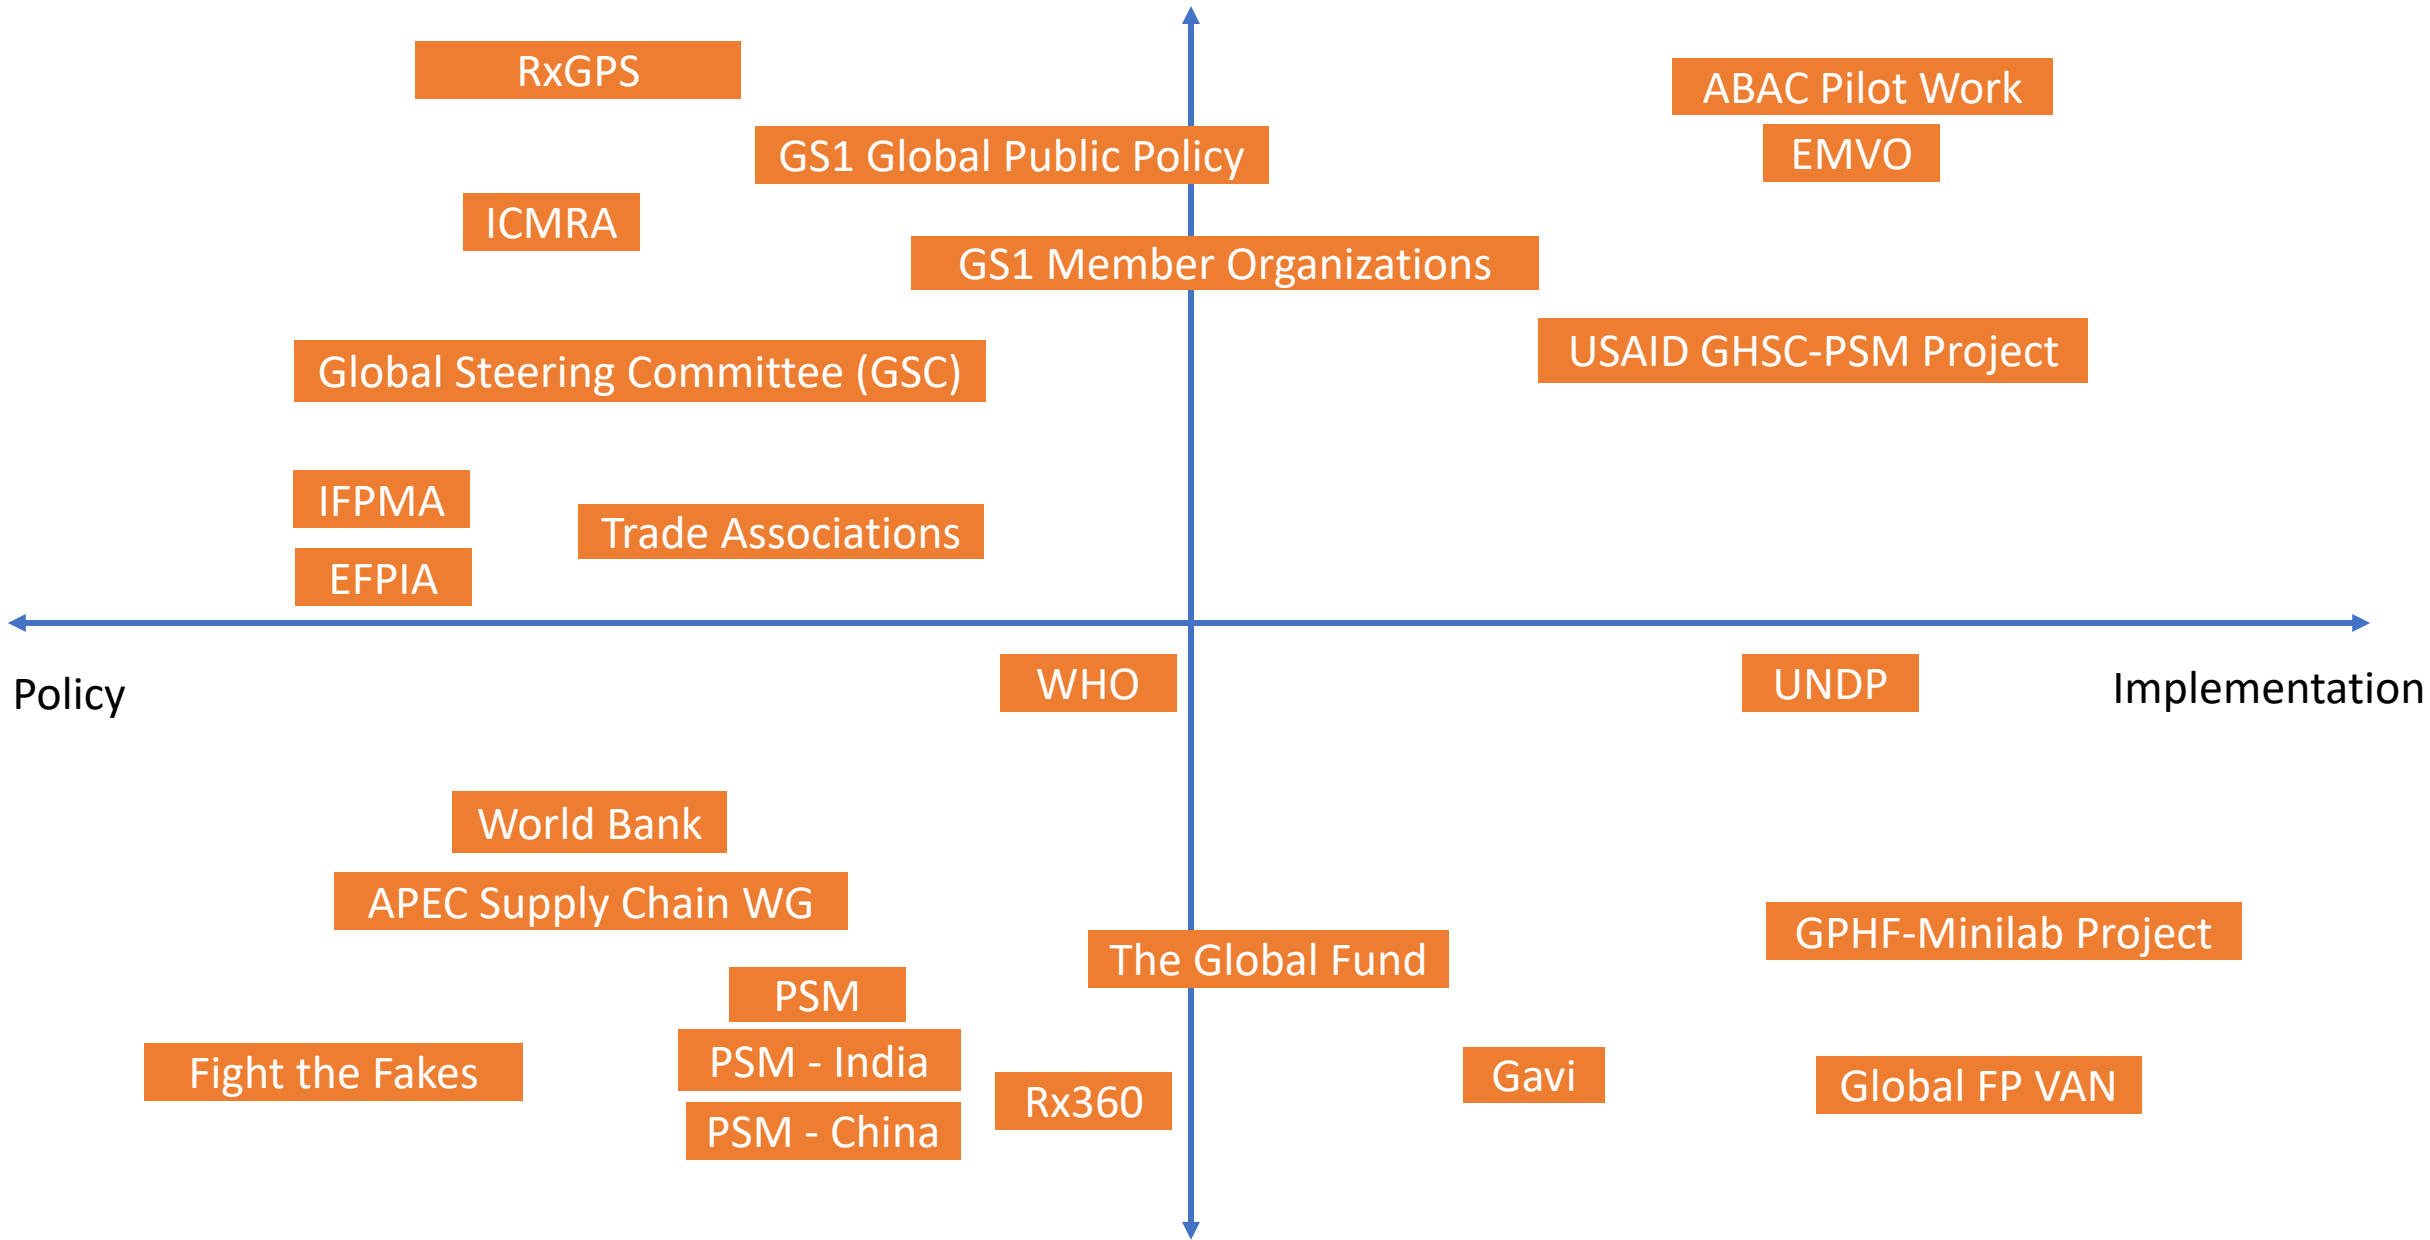 RxGPS
ABAC Pilot Work
GS1 Global Public Policy
EMVO
ICMRA
GS1 Member Organizations
Global Steering Committee (GSC)
USAID GHSC-PSM Project
IFPMA
Trade Associations
EFPIA
Policy
WHO
UNDP
Implementation
World Bank
APEC Supply Chain WG
GPHF-Minilab Project
The Global Fund
PSM
Fight the Fakes
PSM - India
Rx360
Gavi
Global FP VAN
PSM - China